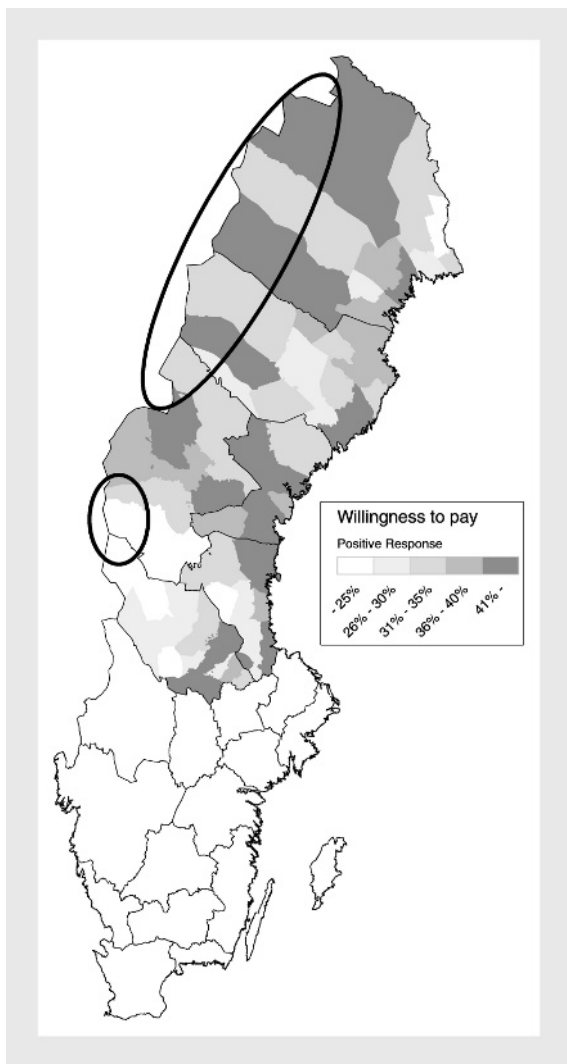 Willingness to pay
Positive Response
- 25%
26% - 30%
31% - 35%
36% - 40%
41% -